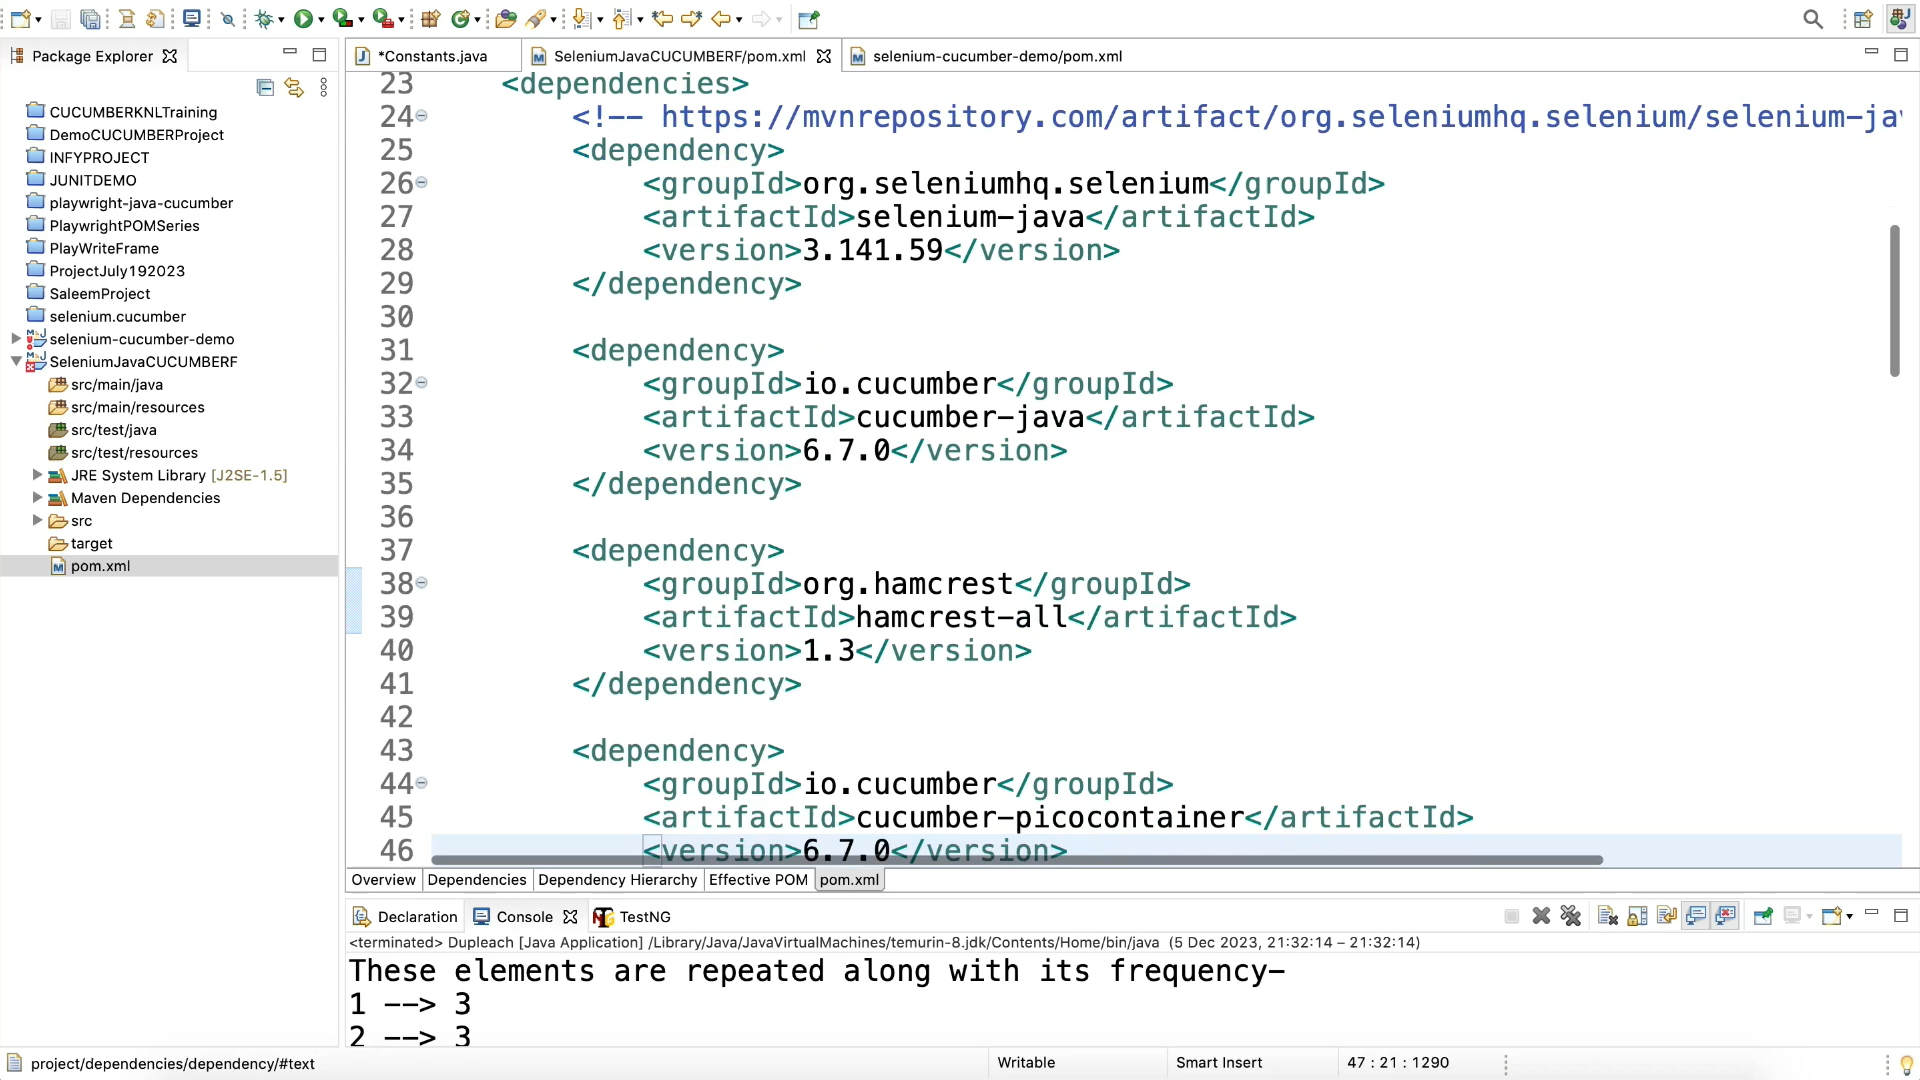 Package Explorer
*Constants.java
SeleniumJavaCUCUMBERF/pom.xml
selenium-cucumber-demo/pom.xml
CUCUMBERKNLTraining
DemoCUCUMBERProject
INFYPROJECT
JUNITDEMO
playwright-java-cucumber
PlaywrightPOMSeries
PlayWriteFrame
ProjectJuly192023
SaleemProject
selenium.cucumber
selenium-cucumber-demo
SeleniumJavaCUCUMBERF
src/main/java
src/main/resources
src/test/java
src/test/resources
JRE System Library [J2SE-1.5]
Maven Dependencies
src
target
pom.xml
23 <dependencies>
24 <!-- https://mvnrepository.com/artifact/org.seleniumhq.selenium/selenium-ja
25 <dependency>
26 <groupId>org.seleniumhq.selenium</groupId>
27 <artifactId>selenium-java</artifactId>
28 <version>3.141.59</version>
29 </dependency>
30
31 <dependency>
32 <groupId>io.cucumber</groupId>
33 <artifactId>cucumber-java</artifactId>
34 <version>6.7.0</version>
35 </dependency>
36
37 <dependency>
38 <groupId>org.hamcrest</groupId>
39 <artifactId>hamcrest-all</artifactId>
40 <version>1.3</version>
41 </dependency>
42
43 <dependency>
44 <groupId>io.cucumber</groupId>
45 <artifactId>cucumber-picocontainer</artifactId>
46 <version>6.7.0</version>
Overview Dependencies Dependency Hierarchy Effective POM pom.xml
Declaration Console TestNG
<terminated> Dupleach [Java Application] /Library/Java/JavaVirtualMachines/temurin-8.jdk/Contents/Home/bin/java (5 Dec 2023, 21:32:14 – 21:32:14)
These elements are repeated along with its frequency-
1 --> 3
2 --> 3
project/dependencies/dependency/#text
Writable
Smart Insert
47 : 21 : 1290